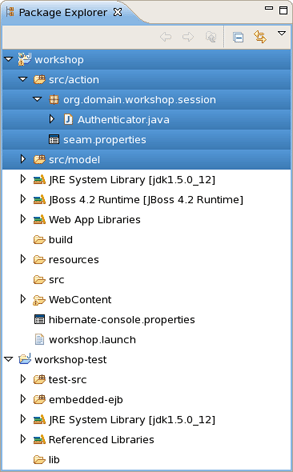 Package Explorer
workshop
src/action
org.domain.workshop.session
Authenticator.java
seam.properties
src/model
JRE System Library [jdk1.5.0_12]
JBoss 4.2 Runtime [JBoss 4.2 Runtime]
Web App Libraries
build
resources
src
WebContent
hibernate-console.properties
workshop.launch
workshop-test
test-src
embedded-ejb
JRE System Library [jdk1.5.0_12]
Referenced Libraries
lib